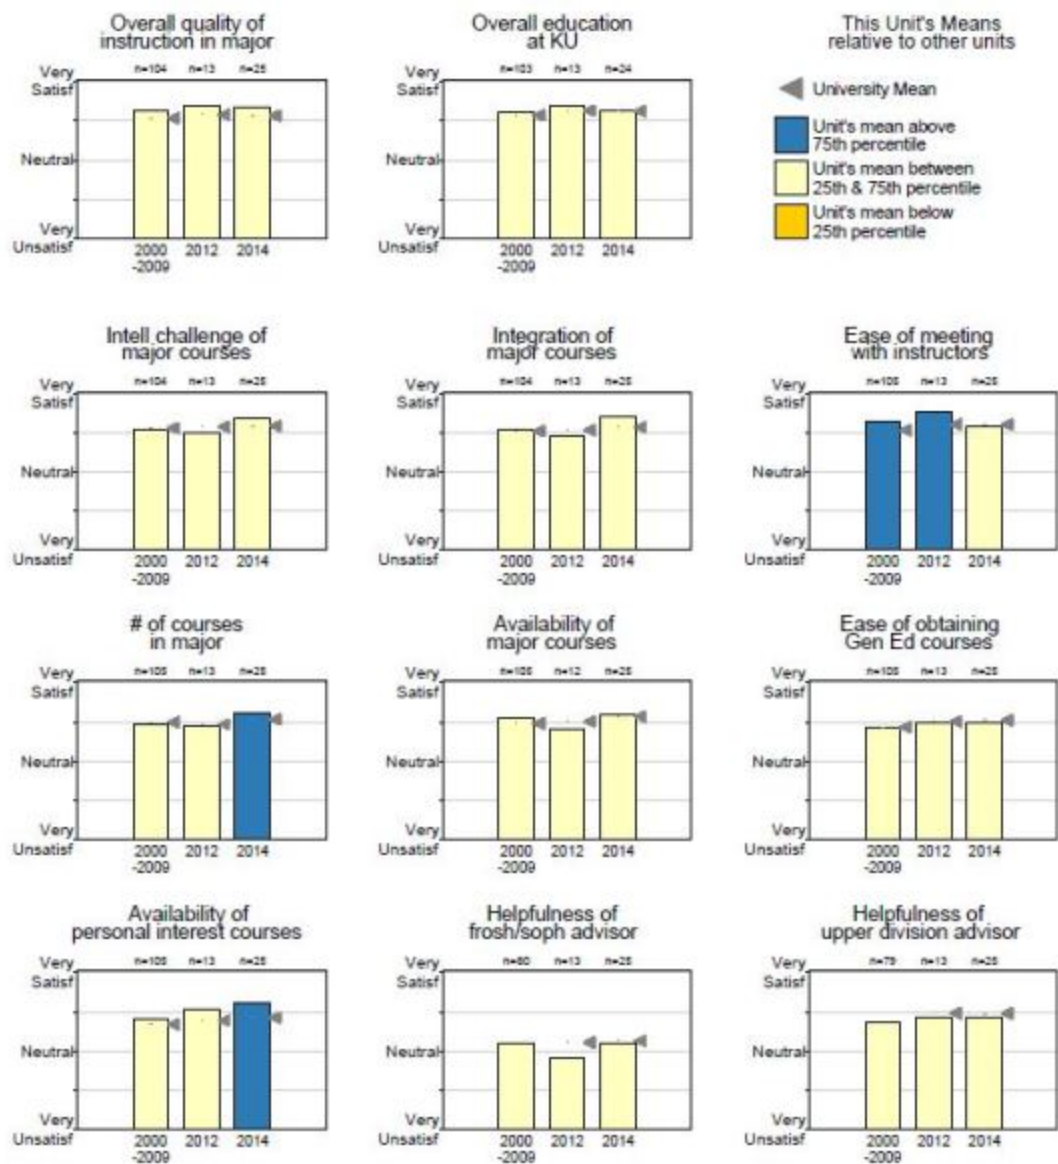 Overall quality of
instruction in major
Very
Satisf
n=104 n=13 n=25
Neutral
Very
Unsatisf
2000
-2009
2012 2014
Overall education
at KU
n=103 n=13 n=24
2000
-2009
2012 2014
This Unit's Means
relative to other units
University Mean
Unit's mean above
75th percentile
Unit's mean between
25th & 75th percentile
Unit's mean below
25th percentile
Intell challenge of
major courses
Very
Satisf
n=104 n=13 n=25
Neutral
Very
Unsatisf
2000
-2009
2012 2014
Integration of
major courses
Very
Satisf
n=104 n=13 n=25
Neutral
Very
Unsatisf
2000
-2009
2012 2014
Ease of meeting
with instructors
Very
Satisf
n=13 n=25
Neutral
Very
Unsatisf
2000
-2009
2012 2014
# of courses
in major
Very
Satisf
n=105 n=13 n=25
Neutral
Very
Unsatisf
2000
-2009
2012 2014
Availability of
major courses
Very
Satisf
n=105 n=12 n=25
Neutral
Very
Unsatisf
2000
-2009
2012 2014
Ease of obtaining
Gen Ed courses
Very
Satisf
n=105 n=13 n=25
Neutral
Very
Unsatisf
2000
-2009
2012 2014
Availability of
personal interest courses
Very
Satisf
n=105 n=13 n=25
Neutral
Very
Unsatisf
2000
-2009
2012 2014
Helpfulness of
frosh/soph advisor
Very
Satisf
n=80 n=13 n=25
Neutral
Very
Unsatisf
2000
-2009
2012 2014
Helpfulness of
upper division advisor
Very
Satisf
n=79 n=13 n=25
Neutral
Very
Unsatisf
2000
-2009
2012 2014